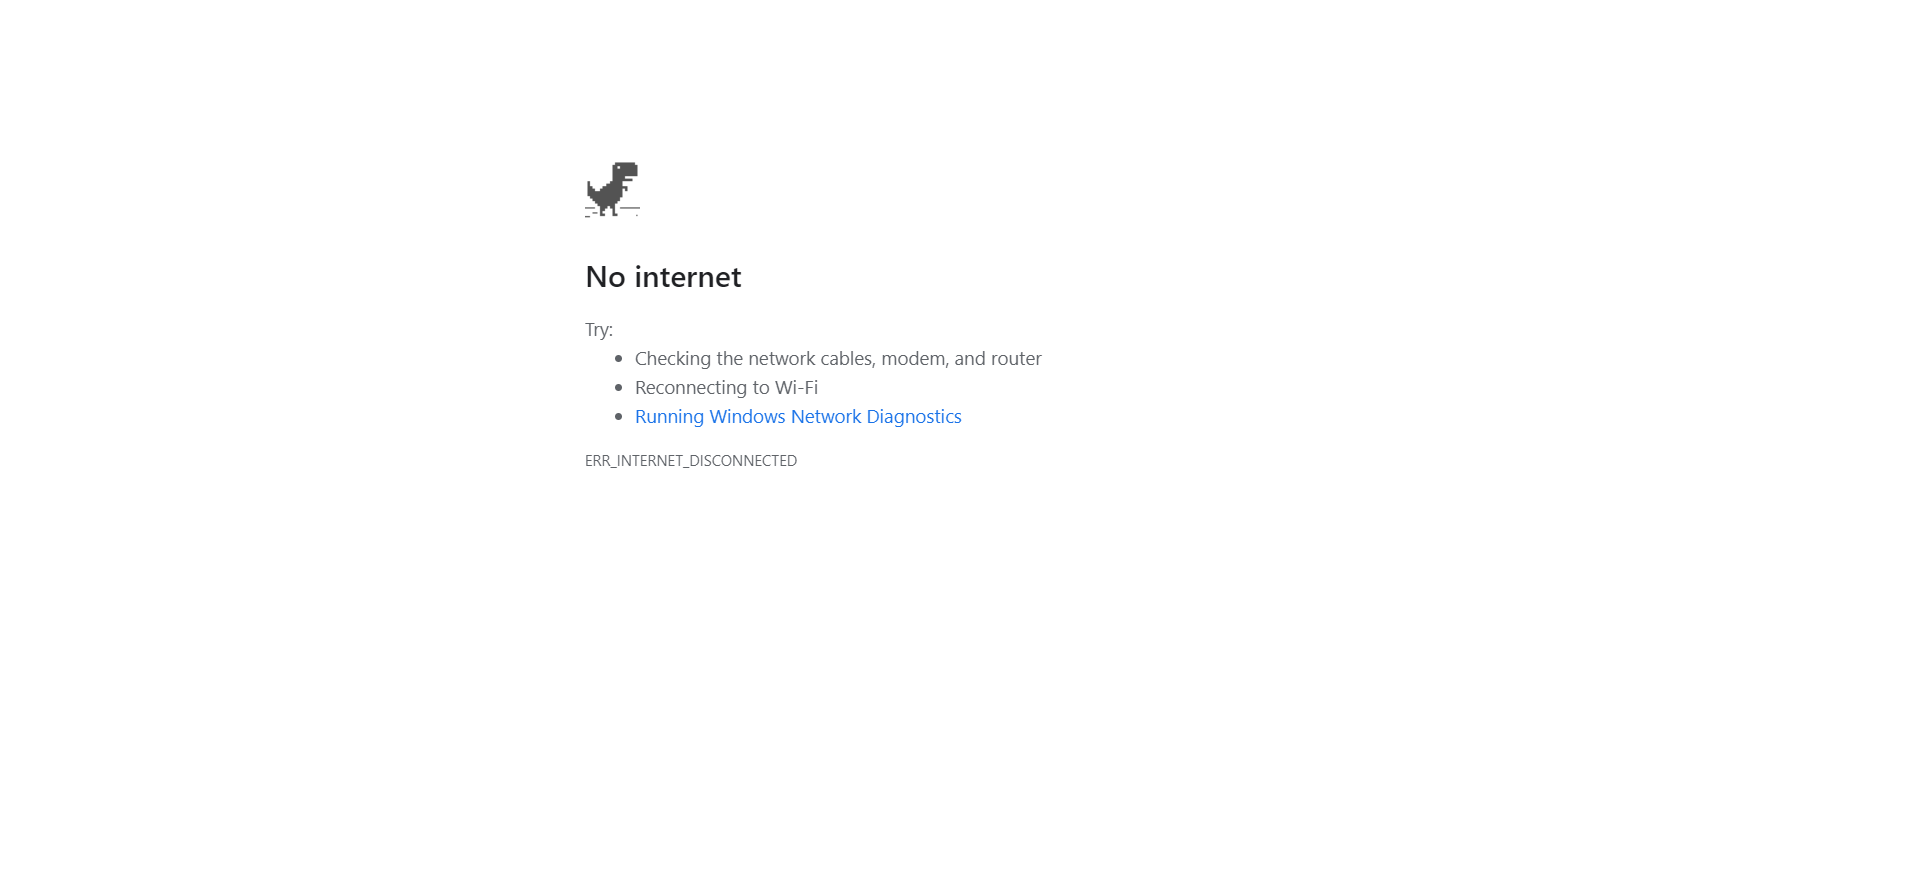 No internet
Try:
Checking the network cables, modem, and router
Reconnecting to Wi-Fi
Running Windows Network Diagnostics
ERR_INTERNET_DISCONNECTED